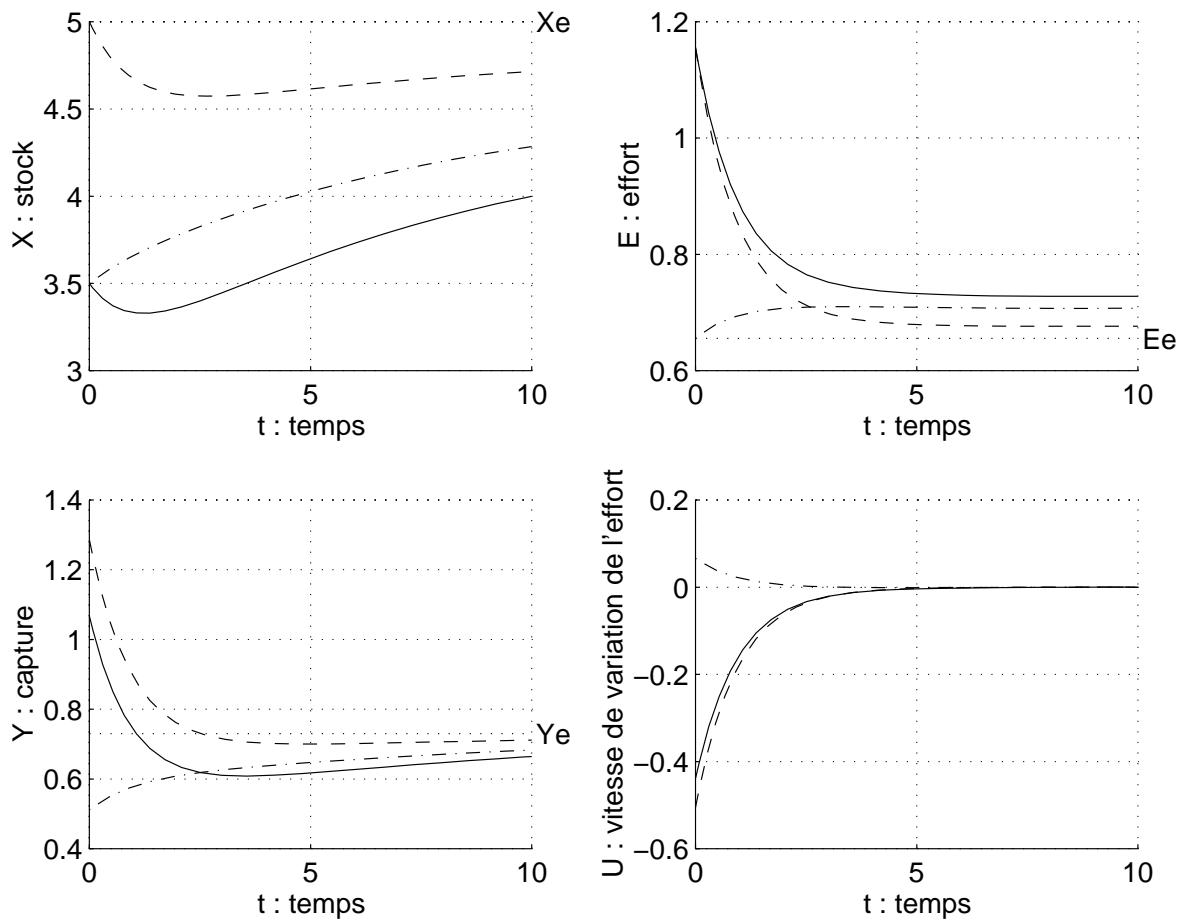 5
Xe
4.5
4
3.5
3
0
5
10
X : stock
t : temps
1.2
1
0.8
0.6
Ee
0
5
10
E : effort
t : temps
1.4
1.2
1
0.8
0.6
0.4
Ye
0
5
10
Y : capture
t : temps
0.2
0
−0.2
−0.4
−0.6
0
5
10
U : vitesse de variation de l'effort
t : temps